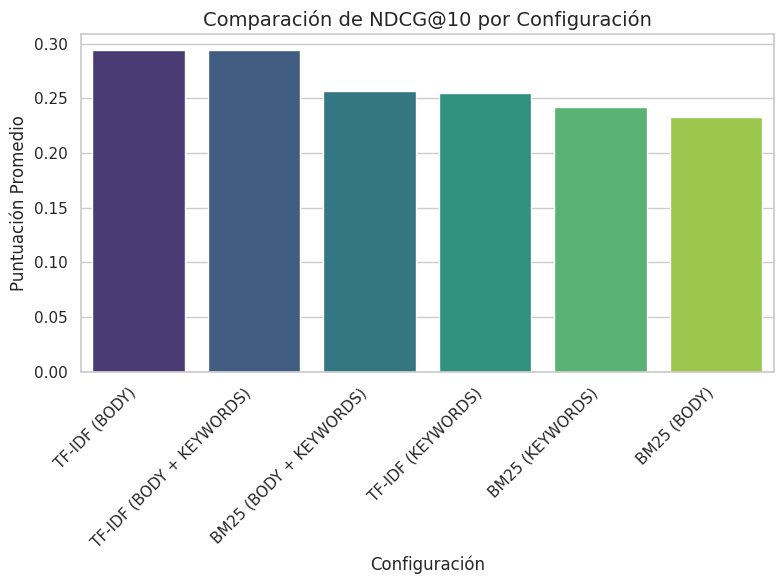 Comparación de NDCG@10 por Configuración
Puntuación Promedio
0.30
0.25
0.20
0.15
0.10
0.05
0.00
TF-IDF (BODY)
TF-IDF (BODY + KEYWORDS)
BM25 (BODY + KEYWORDS)
TF-IDF (KEYWORDS)
BM25 (KEYWORDS)
BM25 (BODY)
Configuración